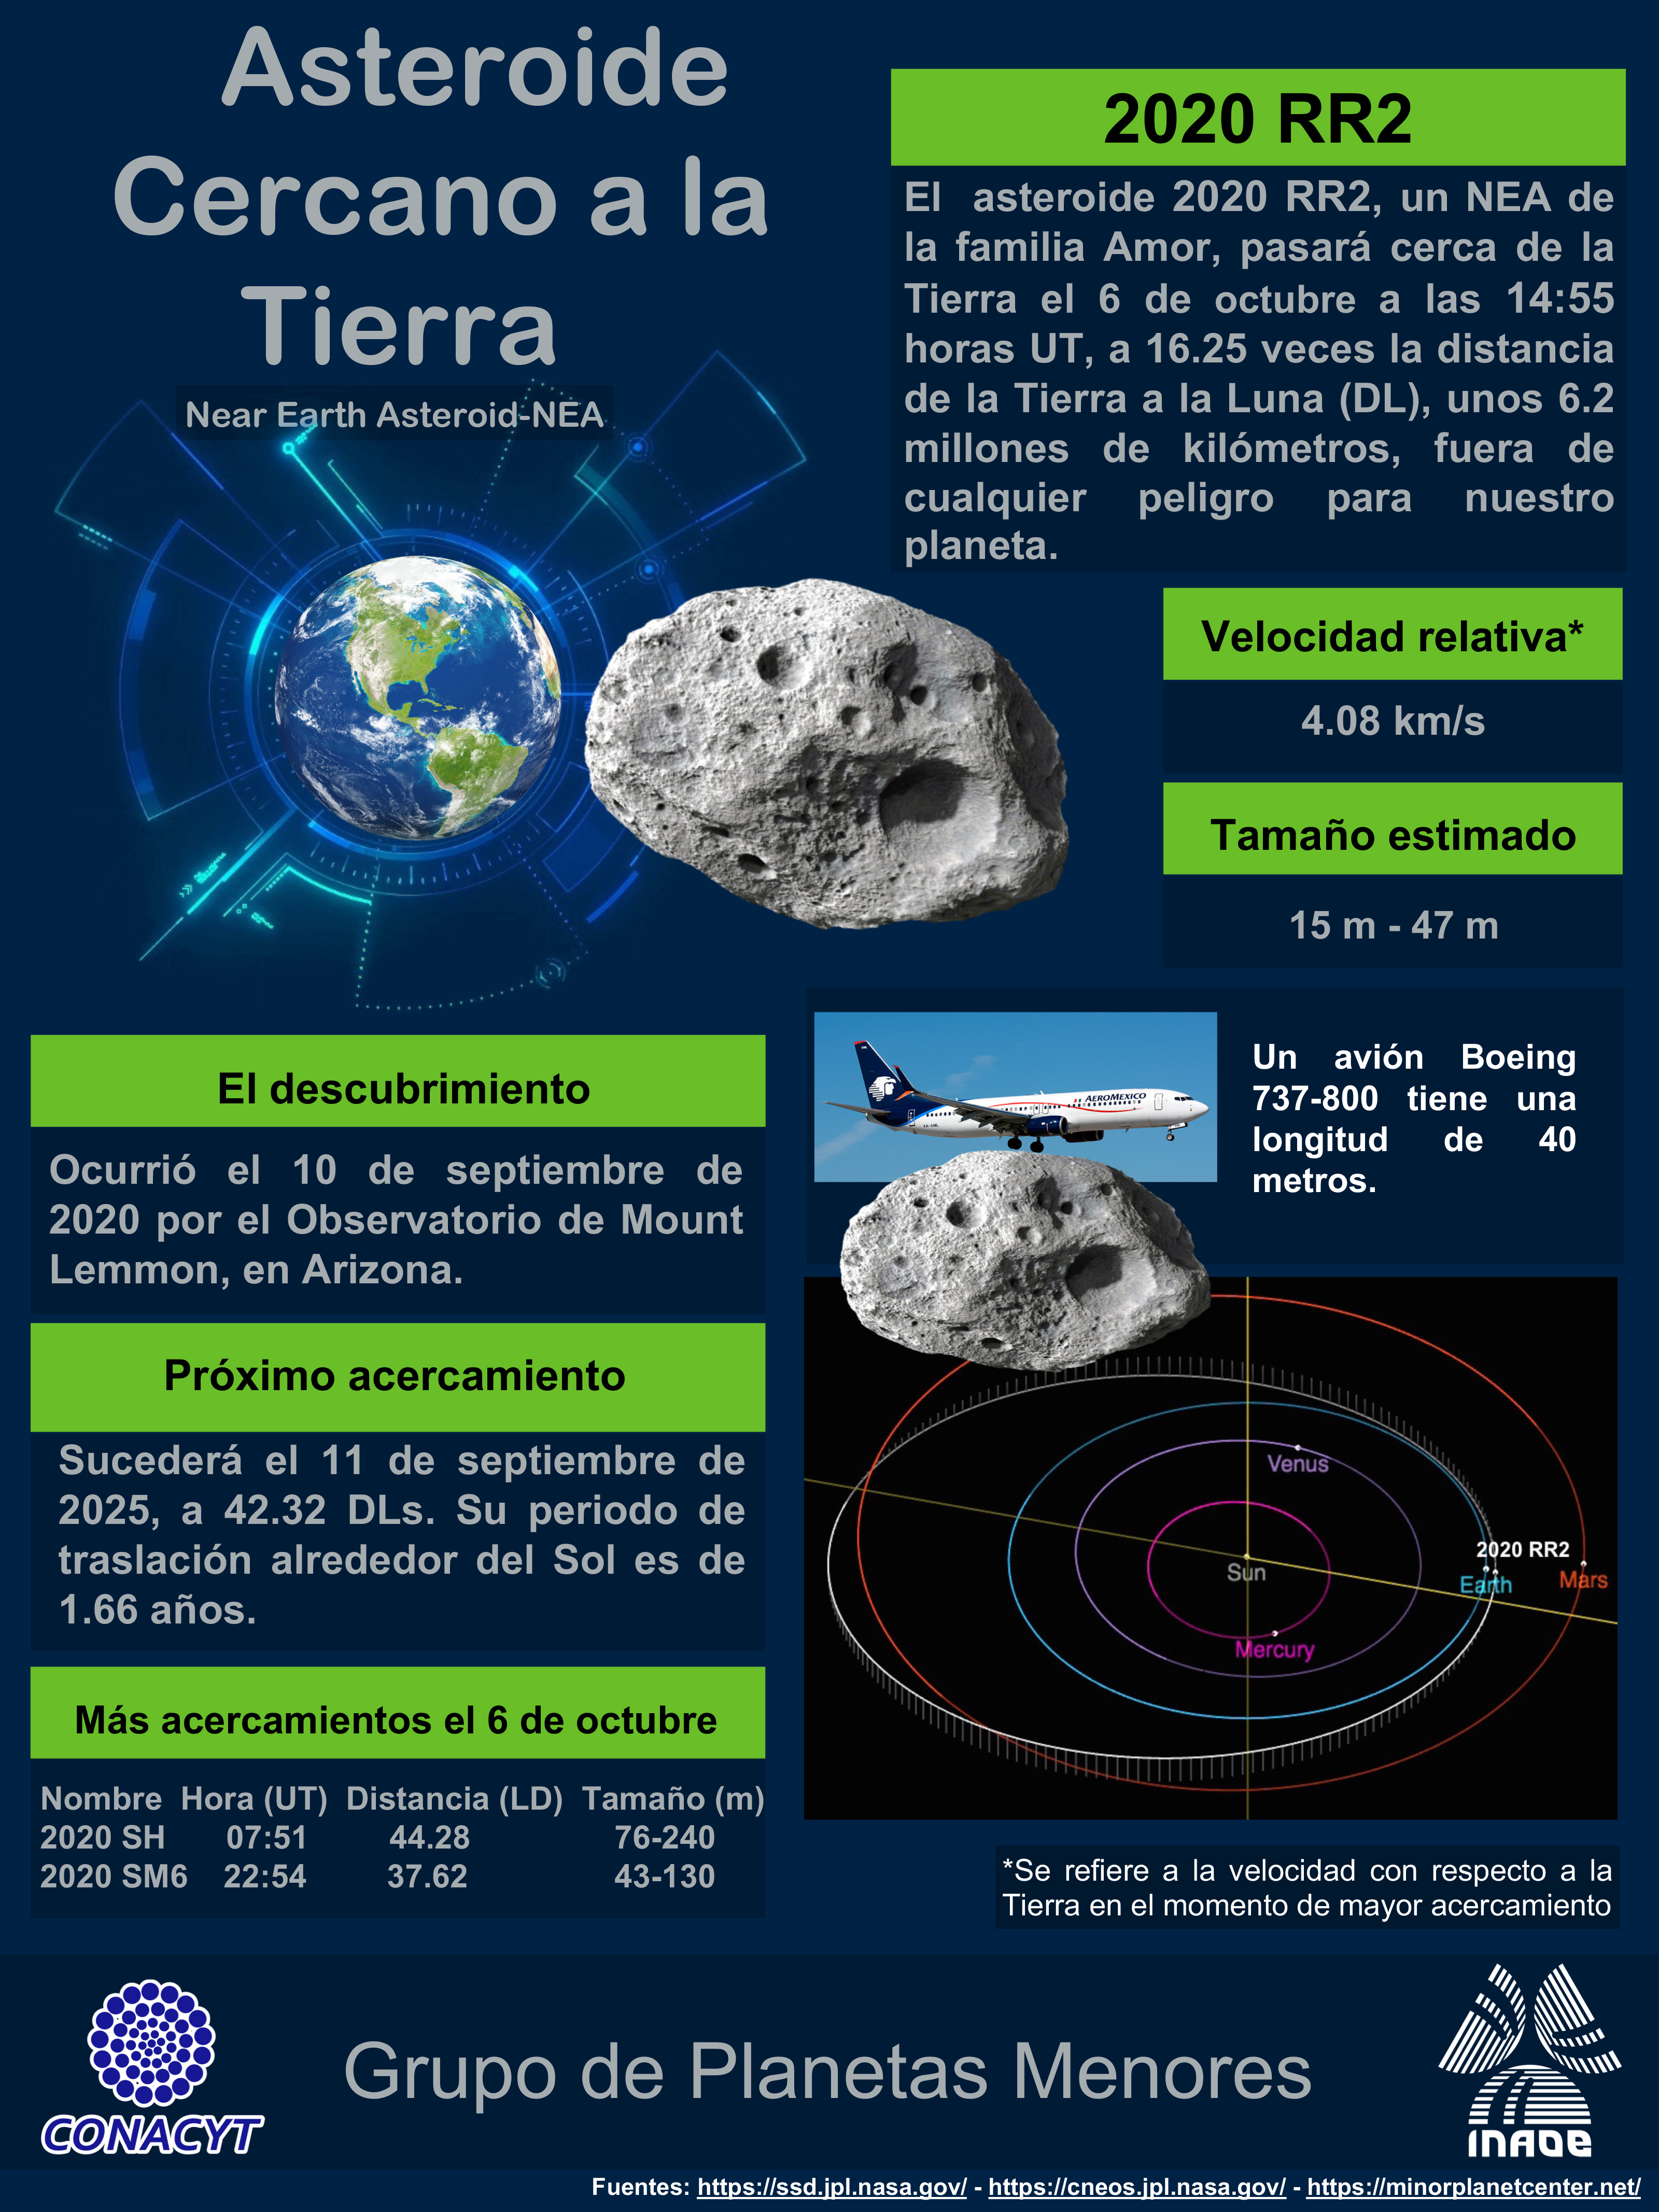 Asteroide
Cercano a la
Tierra
Near Earth Asteroid-NEA
2020 RR2
El asteroide 2020 RR2, un NEA de
la familia Amor, pasará cerca de la
Tierra el 6 de octubre a las 14:55
horas UT, a 16.25 veces la distancia
de la Tierra a la Luna (DL), unos 6.2
millones de kilómetros, fuera de
cualquier peligro para nuestro
planeta.
Velocidad relativa*
4.08 km/s
Tamaño estimado
15 m - 47 m
AEROMEXICO
Un avión Boeing
737-800 tiene una
longitud de 40
metros.
El descubrimiento
Ocurrió el 10 de septiembre de
2020 por el Observatorio de Mount
Lemmon, en Arizona.
Próximo acercamiento
Sucederá el 11 de septiembre de
2025, a 42.32 DLs. Su periodo de
traslación alrededor del Sol es de
1.66 años.
Más acercamientos el 6 de octubre
Nombre Hora (UT) Distancia (LD) Tamaño (m)
2020 SH 07:51 44.28 76-240
2020 SM6 22:54 37.62 43-130
Venus
2020 RR2
Sun
Earth
Mars
Mercury
*Se refiere a la velocidad con respecto a la
Tierra en el momento de mayor acercamiento
CONACYT
Grupo de Planetas Menores
INAOE
Fuentes: https://ssd.jpl.nasa.gov/ - https://cneos.jpl.nasa.gov/ - https://minorplanetcenter.net/